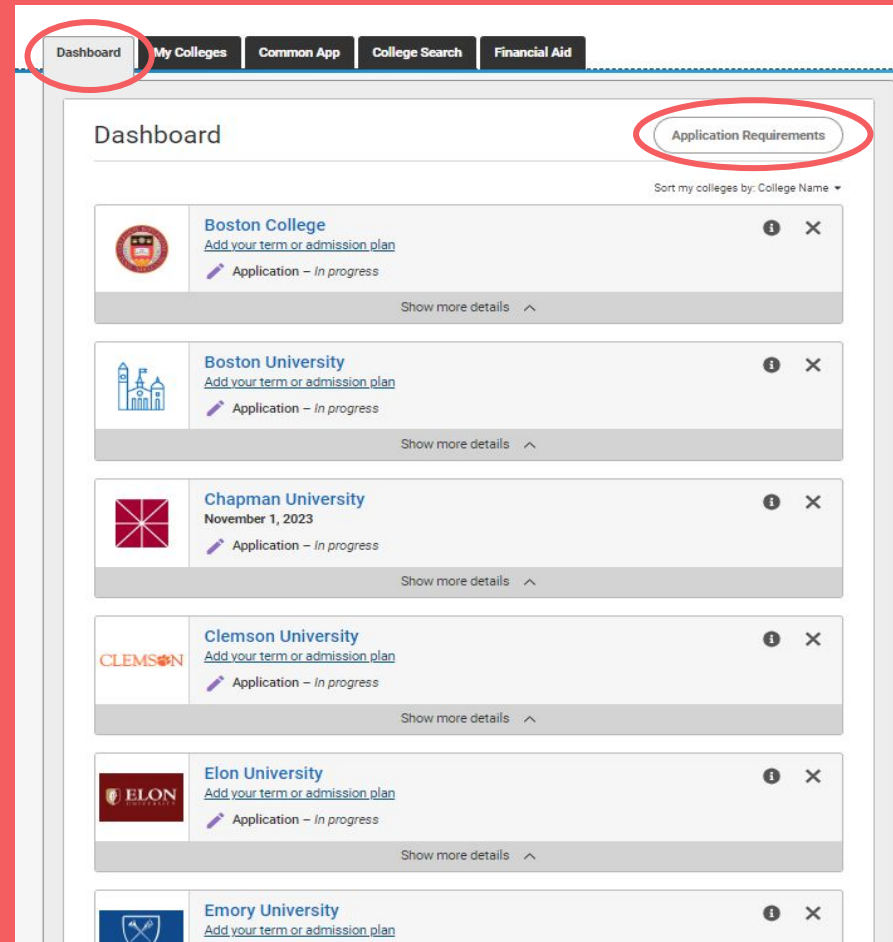 Dashboard My Colleges Common App College Search Financial Aid
Dashboard
Application Requirements
Sort my colleges by: College Name
Boston College
Add your term or admission plan
Application – In progress
Show more details
Boston University
Add your term or admission plan
Application – In progress
Show more details
Chapman University
November 1, 2023
Application – In progress
Show more details
CLEMSON
Clemson University
Add your term or admission plan
Application – In progress
Show more details
ELON
UNIVERSITY
Elon University
Add your term or admission plan
Application – In progress
Show more details
Emory University
Add your term or admission plan